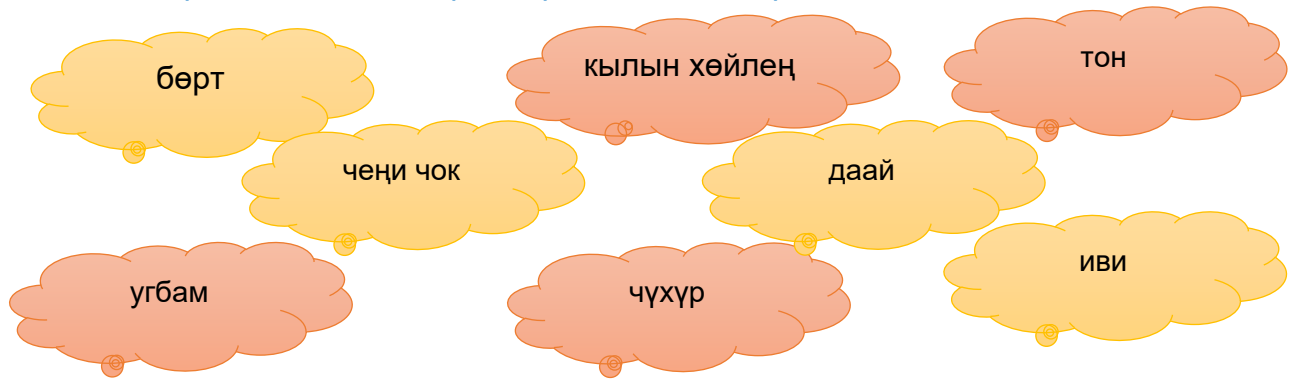 бөрт
кылын хөйлең
тон
чеңи чок
даай
иви
угбам
чүхүр